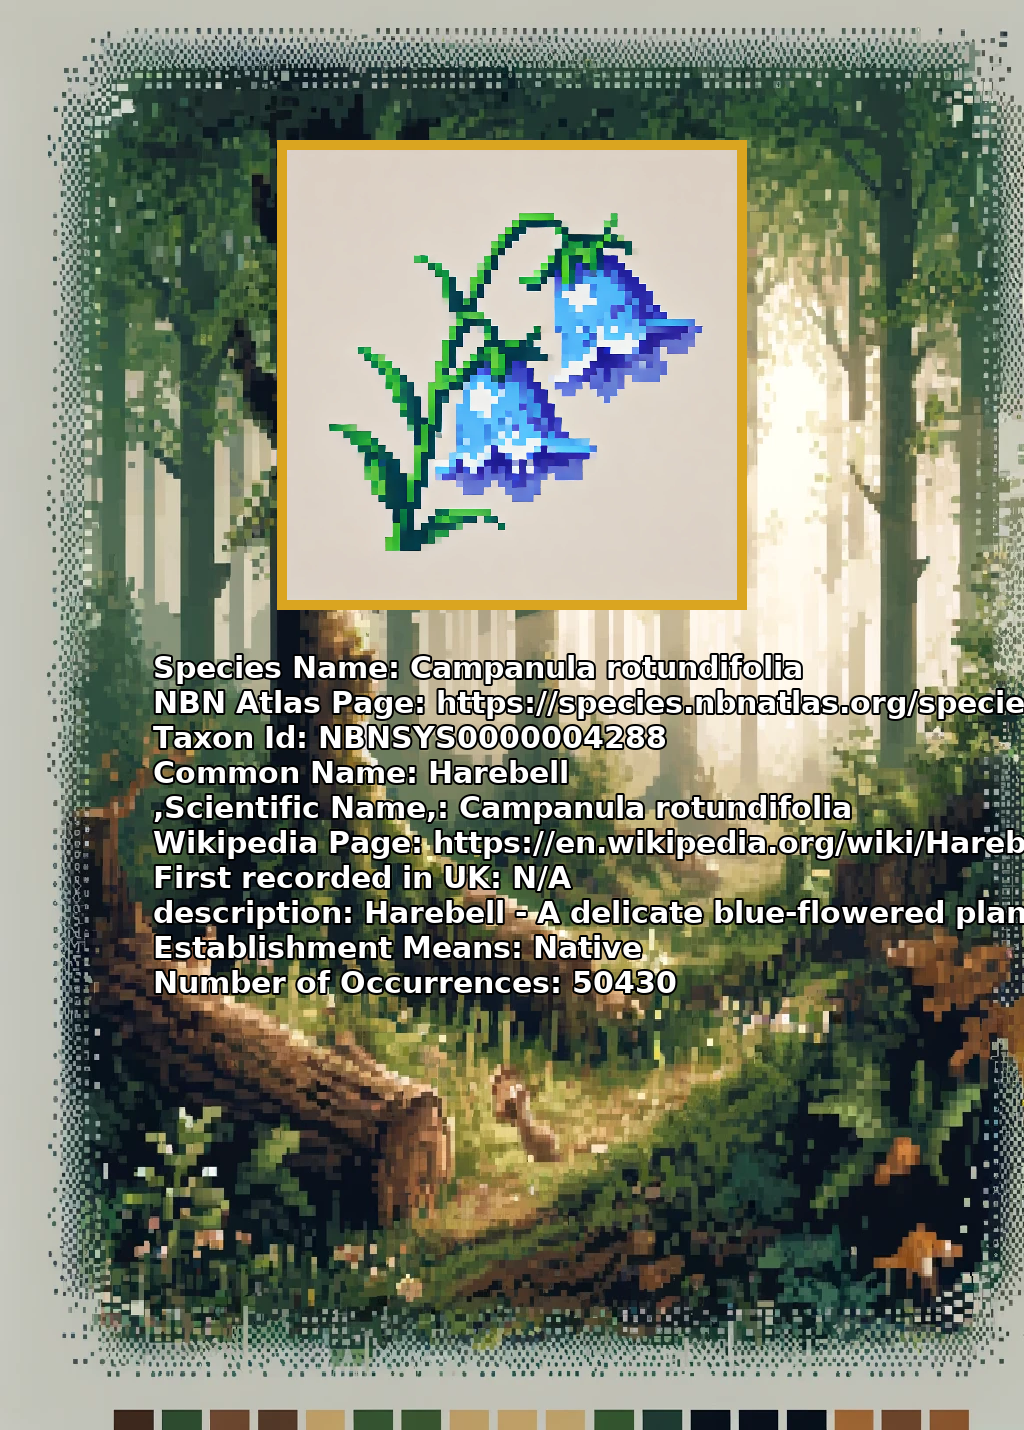 Species Name: Campanula rotundifolia
NBN Atlas Page: https://species.nbnatlas.org/specie
Taxon Id: NBNSYS0000004288
Common Name: Harebell
,Scientific Name,: Campanula rotundifolia
Wikipedia Page: https://en.wikipedia.org/wiki/Hareb
First recorded in UK: N/A
description: Harebell - A delicate blue-flowered plan
Establishment Means: Native
Number of Occurrences: 50430